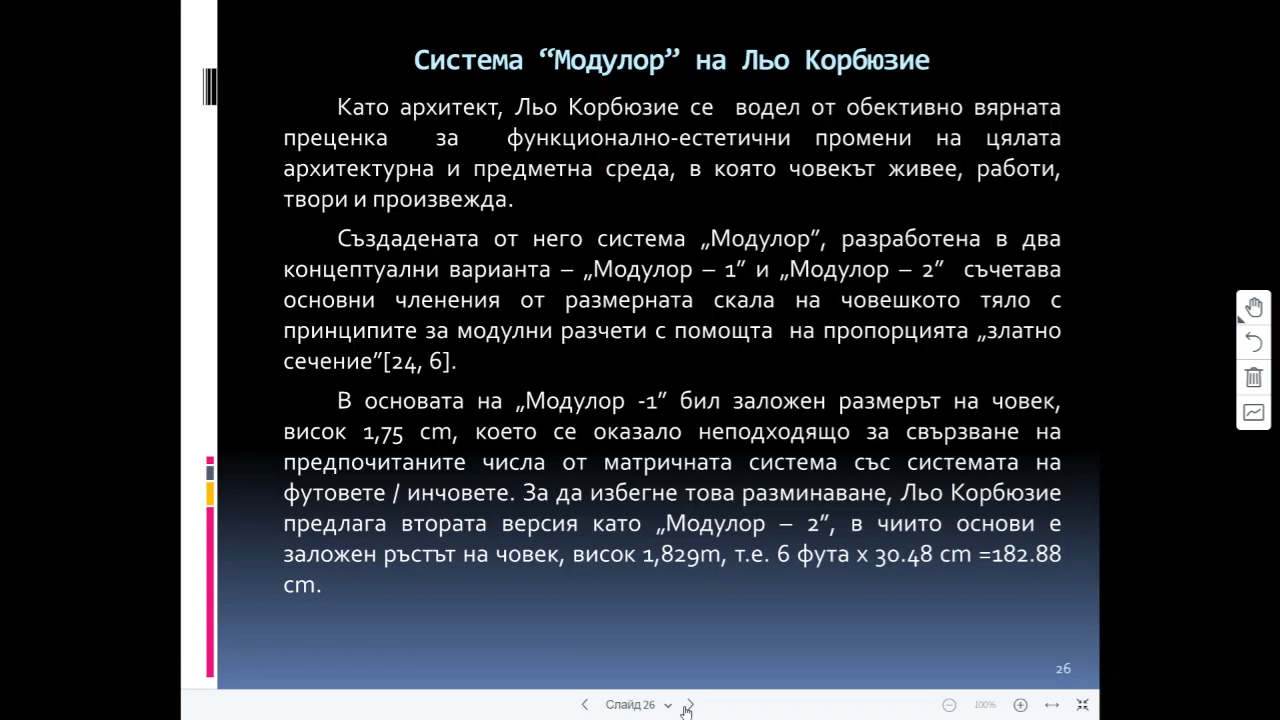 Система “Модулор” на Льо Корбюзие
Като архитект, Льо Корбюзие се водел от обективно вярната
преценка за функционално-естетични промени на цялата
архитектурна и предметна среда, в която човекът живее, работи,
твори и произвежда.
Създадената от него система „Модулор”, разработена в два
концептуални варианта – „Модулор – 1” и „Модулор – 2” съчетава
основни членения от размерната скала на човешкото тяло с
принципите за модулни разчети с помощта на пропорцията „златно
сечение”[24, 6].
В основата на „Модулор -1” бил заложен размерът на човек,
висок 1,75 cm, което се оказало неподходящо за свързване на
предпочитаните числа от матричната система със системата на
футовете / инчовете. За да избегне това разминаване, Льо Корбюзие
предлага втората версия като „Модулор – 2”, в чиито основи е
заложен ръстът на човек, висок 1,829m, т.е. 6 фута x 30.48 cm =182.88
cm.
26
Слайд 26
100%